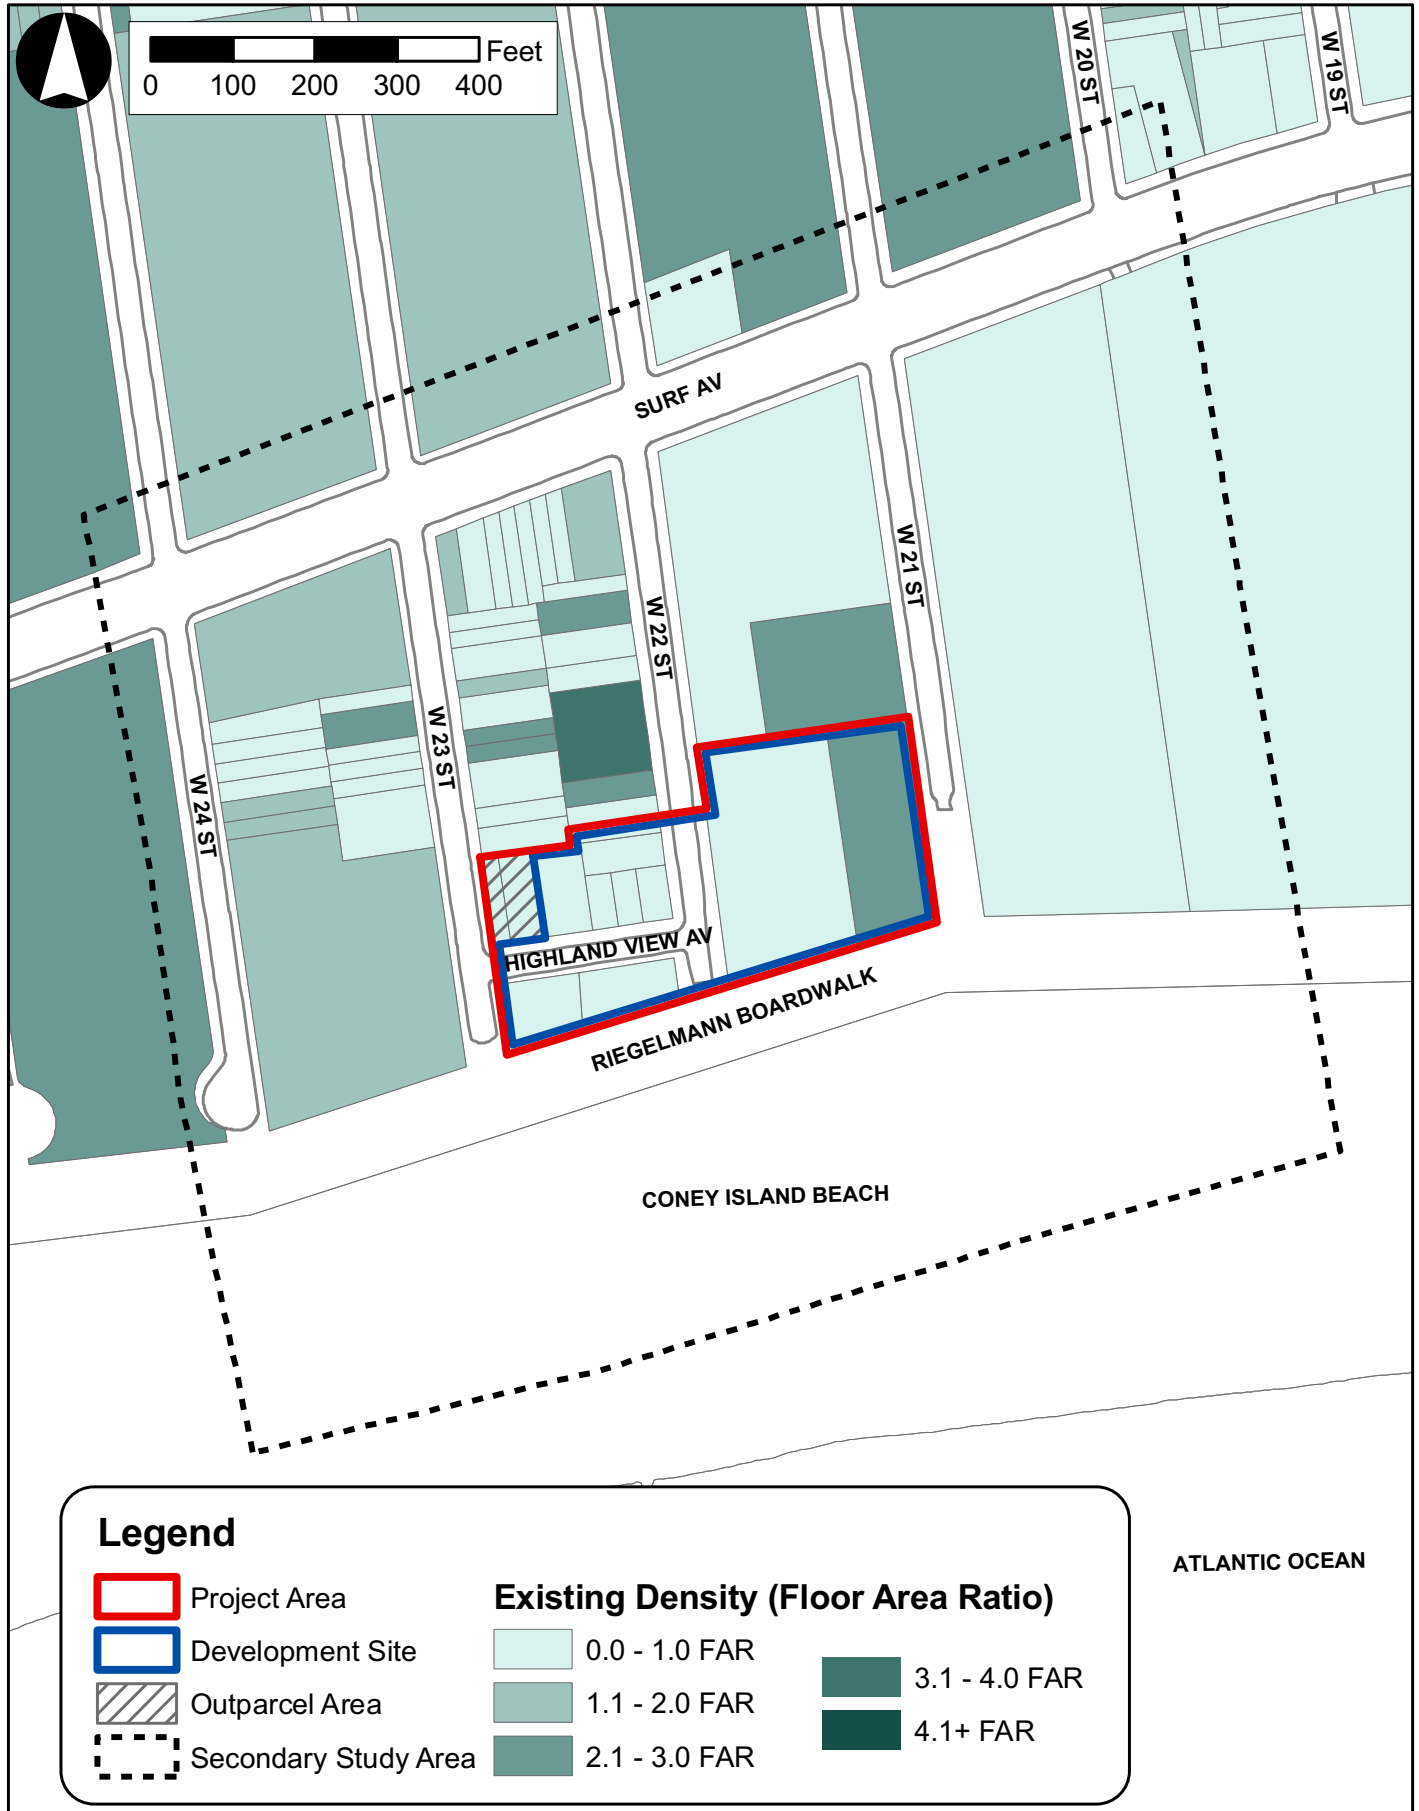 Feet
0 100 200 300 400
W 20 ST
W 19 ST
SURF AV
W 21 ST
W 22 ST
W 23 ST
W 24 ST
HIGHLAND VIEW AV
RIEGELMANN BOARDWALK
CONEY ISLAND BEACH
ATLANTIC OCEAN
Legend
Project Area
Development Site
Outparcel Area
Secondary Study Area
Existing Density (Floor Area Ratio)
0.0 - 1.0 FAR
1.1 - 2.0 FAR
2.1 - 3.0 FAR
3.1 - 4.0 FAR
4.1+ FAR